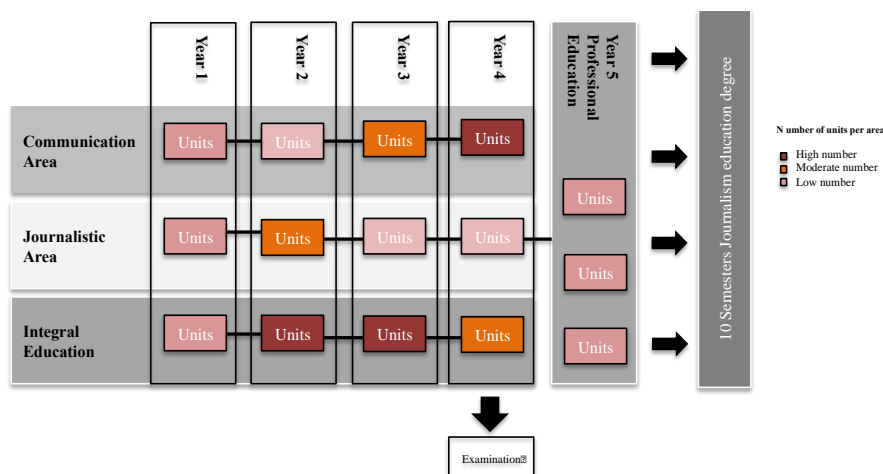 Year 1
Year 2
Year 3
Year 4
Year 5
Professional
Education
10 Semesters Journalism education degree
N umber of units per area
High number
Moderate number
Low number
Communication
Area
Units
Units
Units
Units
Journalistic
Area
Units
Units
Units
Units
Integral
Education
Units
Units
Units
Units
Units
Units
Units
Examination